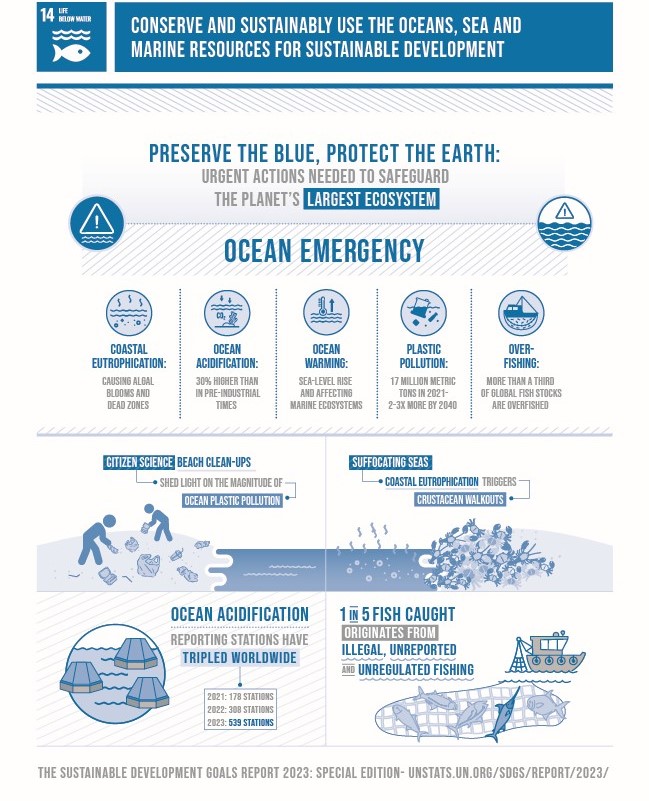 14 LIFE
BELOW WATER
CONSERVE AND SUSTAINABLY USE THE OCEANS, SEA AND
MARINE RESOURCES FOR SUSTAINABLE DEVELOPMENT
PRESERVE THE BLUE, PROTECT THE EARTH:
URGENT ACTIONS NEEDED TO SAFEGUARD
THE PLANET'S LARGEST ECOSYSTEM
OCEAN EMERGENCY
COASTAL
EUTROPHICATION:
CAUSING ALGAL
BLOOMS AND
DEAD ZONES
CO2
OCEAN
ACIDIFICATION:
30% HIGHER THAN
IN PRE-INDUSTRIAL
TIMES
OCEAN
WARMING:
SEA-LEVEL RISE
AND AFFECTING
MARINE ECOSYSTEMS
PLASTIC
POLLUTION:
17 MILLION METRIC
TONS IN 2021-
2-3X MORE BY 2040
OVER-
FISHING:
MORE THAN A THIRD
OF GLOBAL FISH STOCKS
ARE OVERFISHED
CITIZEN SCIENCE BEACH CLEAN-UPS
SHED LIGHT ON THE MAGNITUDE OF
OCEAN PLASTIC POLLUTION
SUFFOCATING SEAS
COASTAL EUTROPHICATION TRIGGERS
CRUSTACEAN WALKOUTS
OCEAN ACIDIFICATION
REPORTING STATIONS HAVE
TRIPLED WORLDWIDE
2021: 178 STATIONS
2022: 308 STATIONS
2023: 539 STATIONS
1 IN 5 FISH CAUGHT
ORIGINATES FROM
ILLEGAL, UNREPORTED
AND UNREGULATED FISHING
THE SUSTAINABLE DEVELOPMENT GOALS REPORT 2023: SPECIAL EDITION- UNSTATS.UN.ORG/SDGS/REPORT/2023/